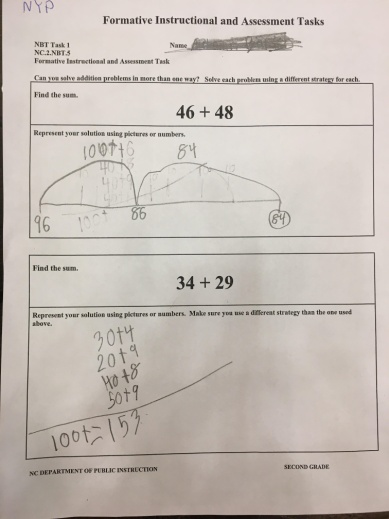 NYP
Formative Instructional and Assessment Tasks
NBT Task 1 Name
NC.2.NBT.5
Formative Instructional and Assessment Task
Can you solve addition problems in more than one way? Solve each problem using a different strategy for each.
Find the sum.
46 + 48
Represent your solution using pictures or numbers.
84
96 100+ 86 84
Find the sum.
34 + 29
Represent your solution using pictures or numbers. Make sure you use a different strategy than the one used
above.
30+4
20+9
40+8
50+9
100+=153
NC DEPARTMENT OF PUBLIC INSTRUCTION SECOND GRADE